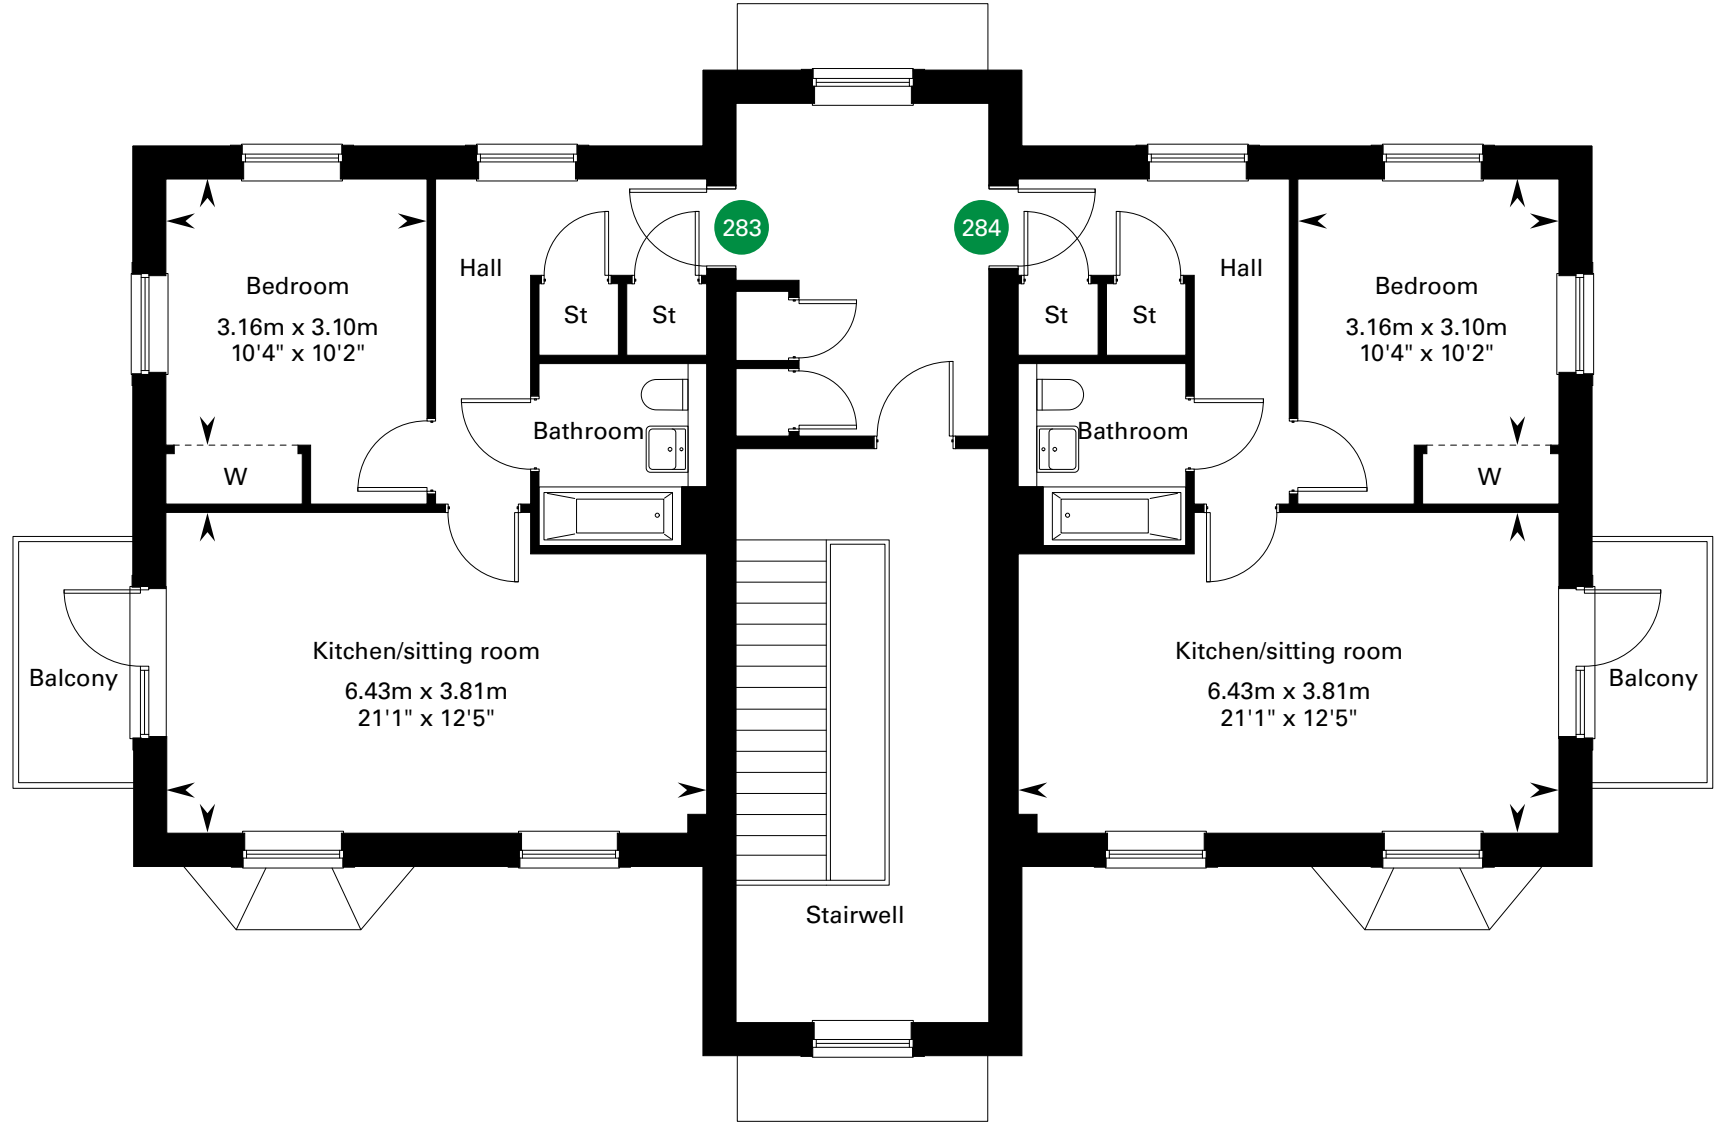 283
284
Hall
Hall
Bedroom
3.16m x 3.10m
10'4" x 10'2"
St
St
St
St
Bedroom
3.16m x 3.10m
10'4" x 10'2"
Bathroom
Bathroom
W
W
Kitchen/sitting room
6.43m x 3.81m
21'1" x 12'5"
Kitchen/sitting room
6.43m x 3.81m
21'1" x 12'5"
Balcony
Balcony
Stairwell